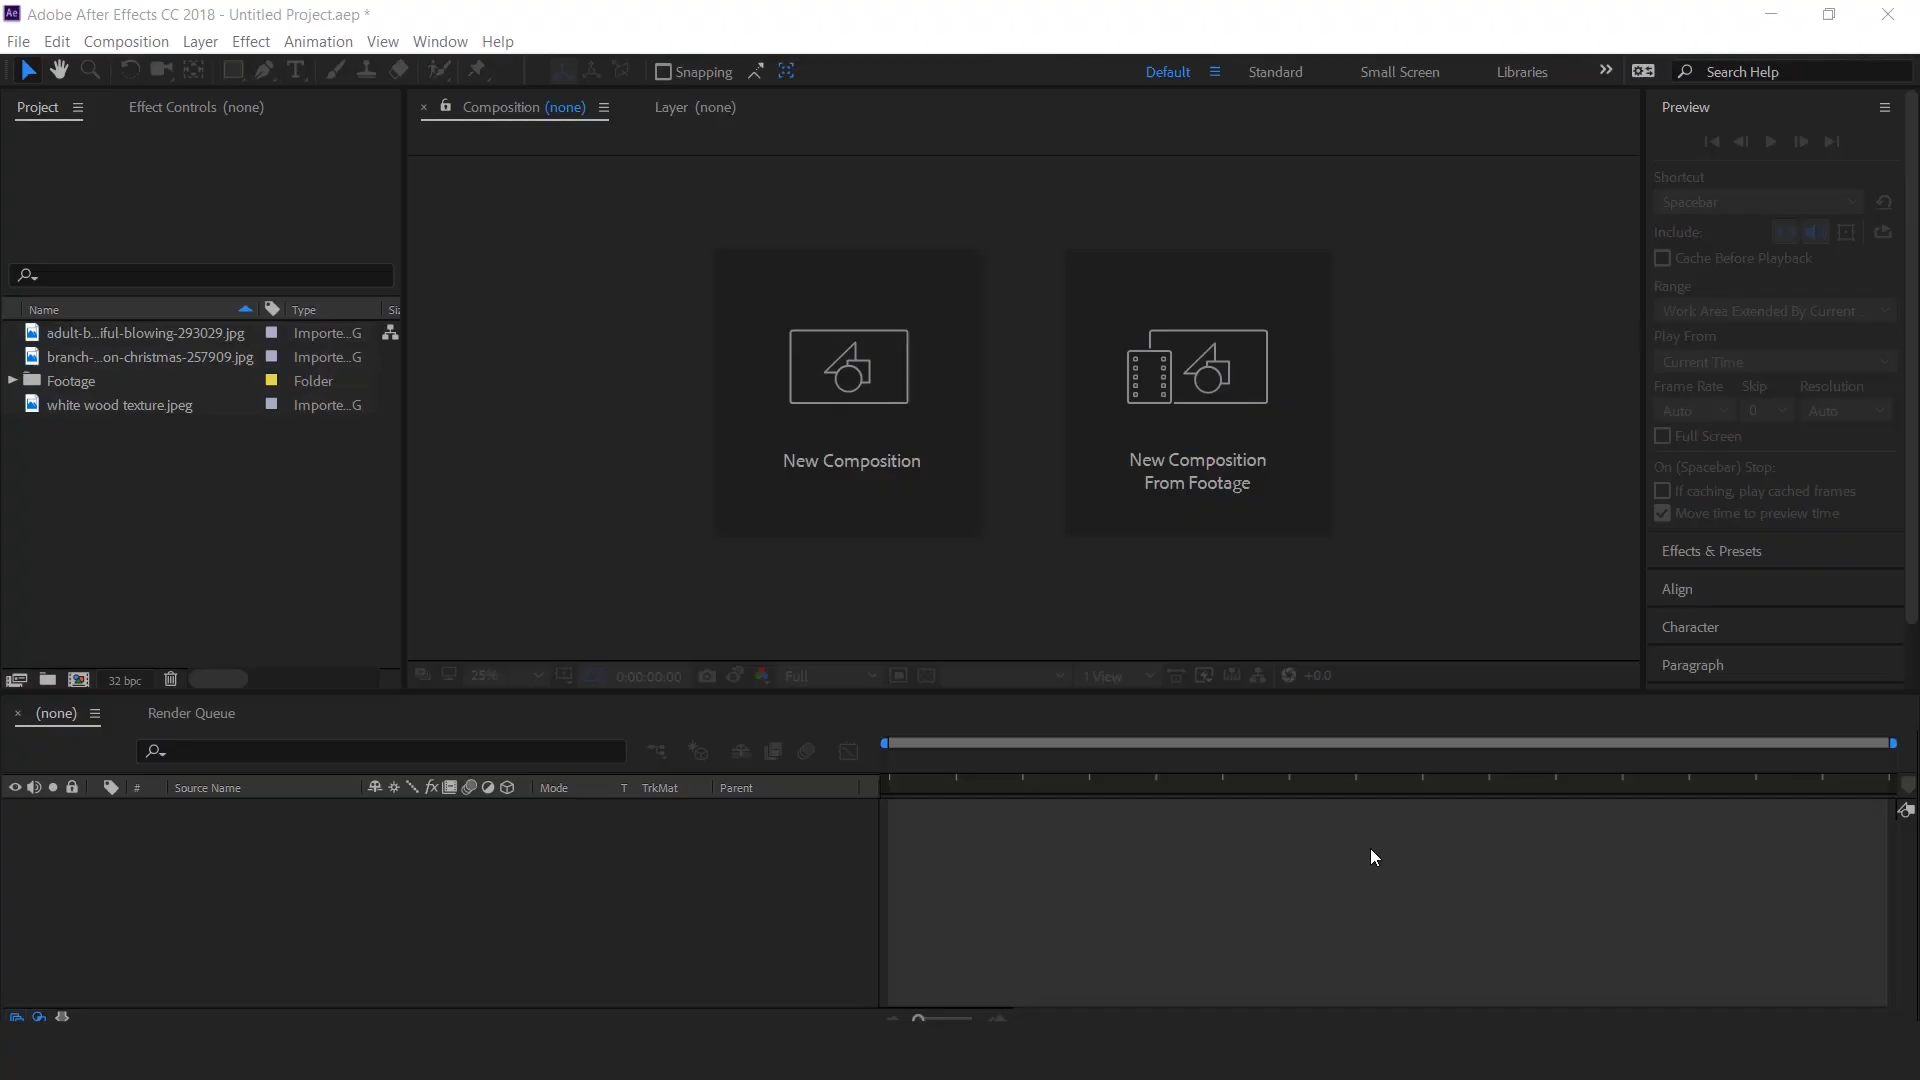 Ae Adobe After Effects CC 2018 - Untitled Project.aep *
File Edit Composition Layer Effect Animation View Window Help
Snapping Default Standard Small Screen Libraries Search Help
Project Effect Controls (none) Composition (none) Layer (none) Preview
Shortcut
Spacebar
Include:
Cache Before Playback
Range
Work Area Extended By Current...
Play From
Current Time
Frame Rate Skip Resolution
Auto 0 Auto
Full Screen
On (Spacebar) Stop:
If caching, play cached frames
Move time to preview time
Effects & Presets
Align
Character
Paragraph
Name Type Siz
adult-b...iful-blowing-293029.jpg Importe...G
branch-...on-christmas-257909.jpg Importe...G
Footage Folder
white wood texture.jpeg Importe...G
New Composition
New Composition
From Footage
32 bpc
25% 0:00:00:00 Full 1 View +0.0
(none) Render Queue
# Source Name fx Mode T TrkMat Parent